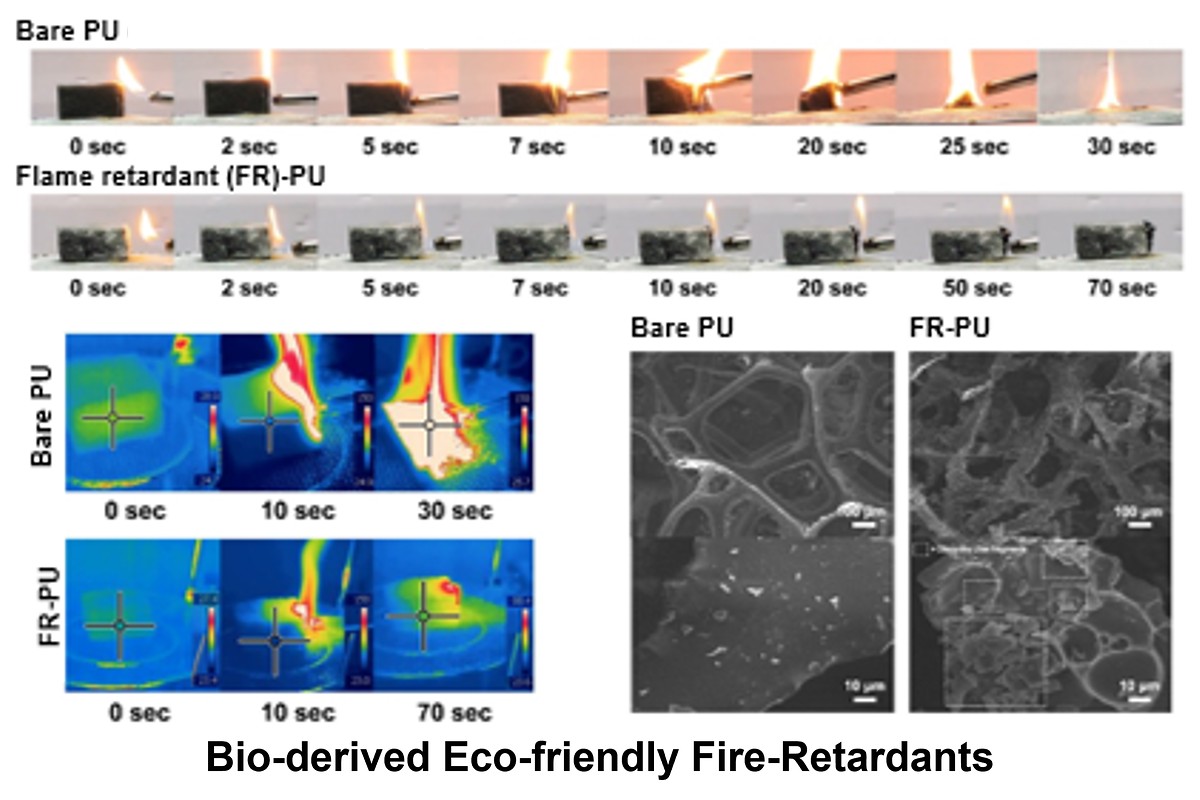 Bare PU
0 sec 2 sec 5 sec 7 sec 10 sec 20 sec 25 sec 30 sec
Flame retardant (FR)-PU
0 sec 2 sec 5 sec 7 sec 10 sec 20 sec 50 sec 70 sec
Bare PU
0 sec 10 sec 30 sec
FR-PU
0 sec 10 sec 70 sec
Bare PU FR-PU
100 µm 100 µm
10 µm 10 µm
Bio-derived Eco-friendly Fire-Retardants